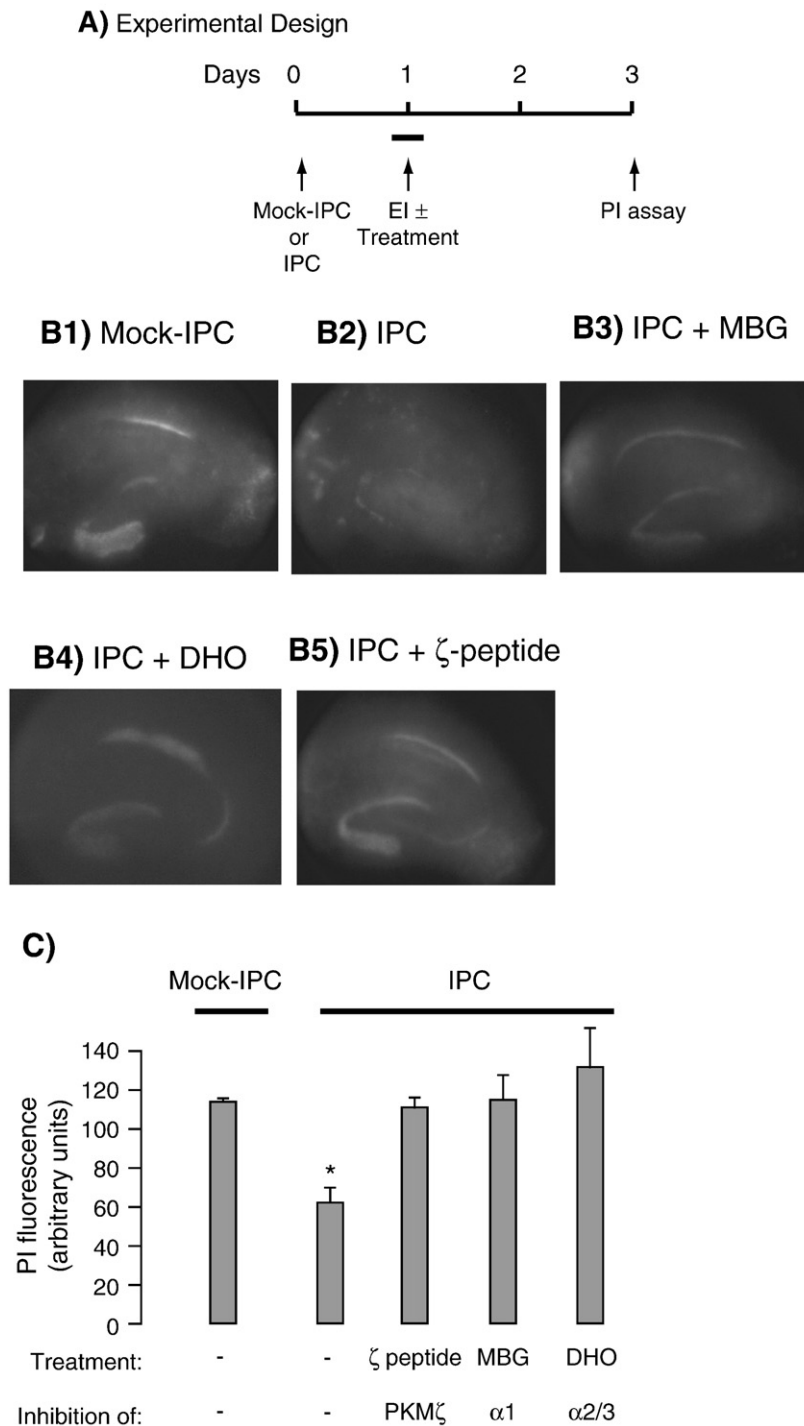 A) Experimental Design
Days 0 1 2 3
Mock-IPC
or
IPC
EI ±
Treatment
PI assay
B1) Mock-IPC
B2) IPC
B3) IPC + MBG
B4) IPC + DHO
B5) IPC + ζ-peptide
C)
Mock-IPC IPC
PI fluorescence
(arbitrary units)
140
120
100
80
60
40
20
0
*
Treatment: - - ζ peptide MBG DHO
Inhibition of: - - PKMζ α1 α2/3